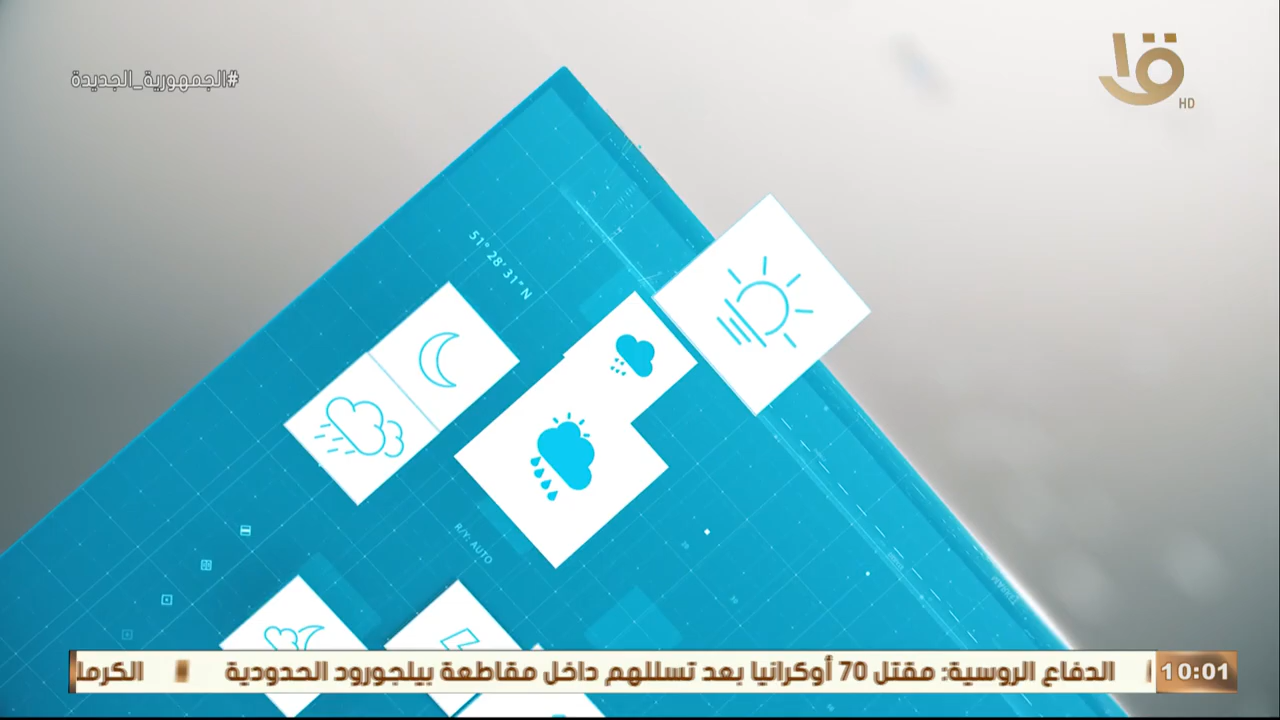 #الجمهورية_الجديدة
HD
51° 28' 31" N
R/Y: AUTO
10:01
الدفاع الروسية: مقتل 70 أوكرانيا بعد تسللهم داخل مقاطعة بيلجورود الحدودية
الكرما